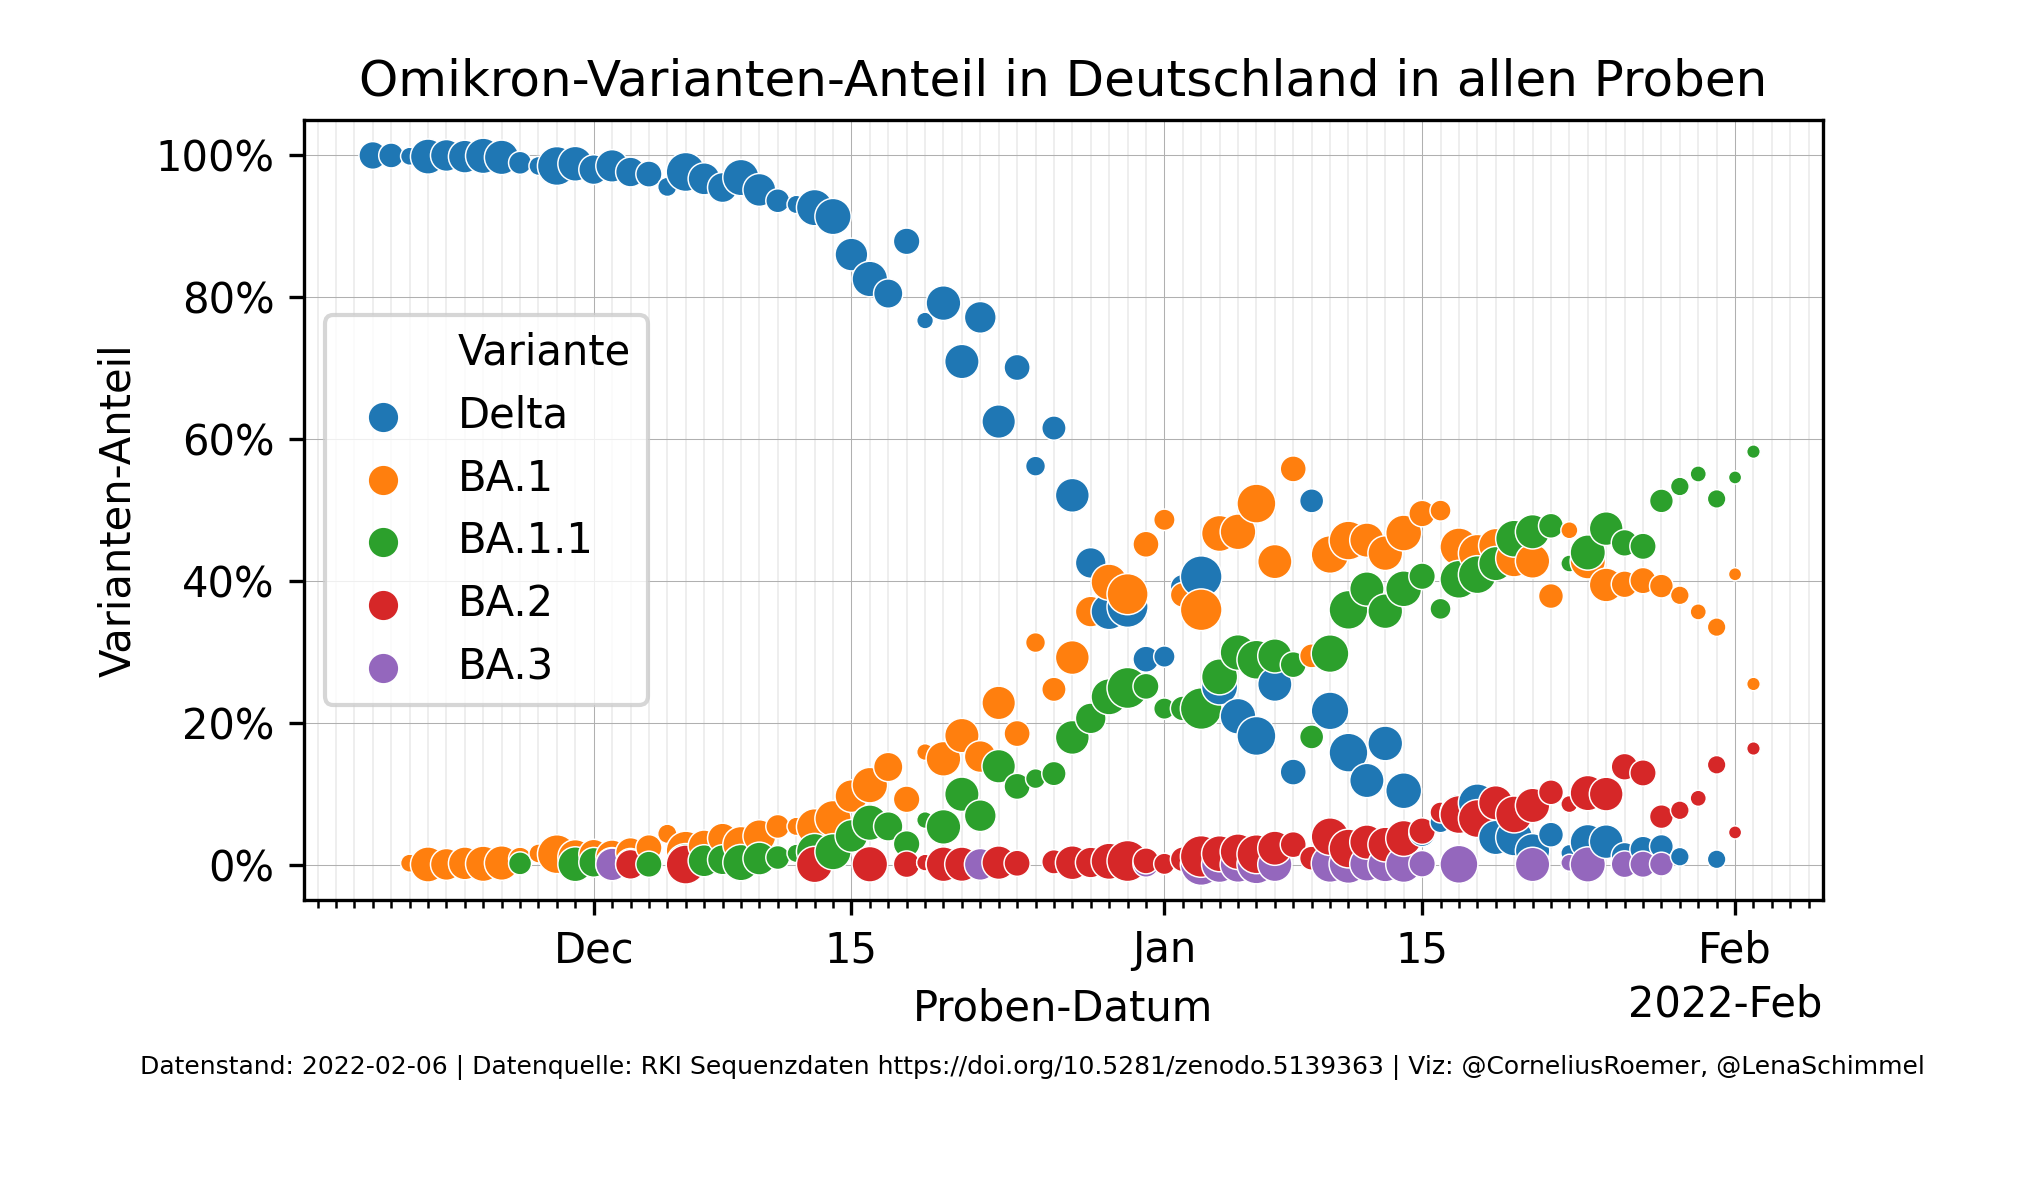 Omikron-Varianten-Anteil in Deutschland in allen Proben
100%
80%
60%
40%
20%
0%
Varianten-Anteil
Variante
Delta
BA.1
BA.1.1
BA.2
BA.3
Dec
15
Jan
15
Feb
Proben-Datum
2022-Feb
Datenstand: 2022-02-06 | Datenquelle: RKI Sequenzdaten https://doi.org/10.5281/zenodo.5139363 | Viz: @CorneliusRoemer, @LenaSchimmel